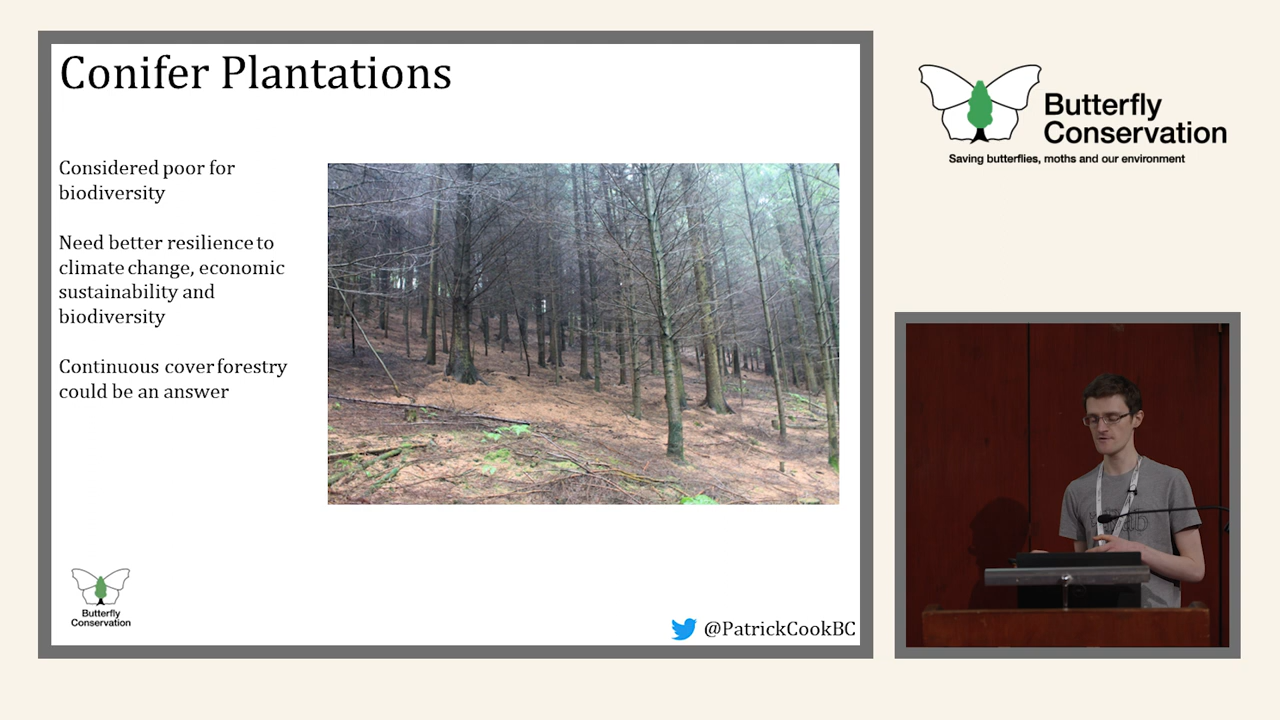 Conifer Plantations
Considered poor for
biodiversity
Need better resilience to
climate change, economic
sustainability and
biodiversity
Continuous cover forestry
could be an answer
Butterfly
Conservation
@PatrickCookBC
Butterfly
Conservation
Saving butterflies, moths and our environment